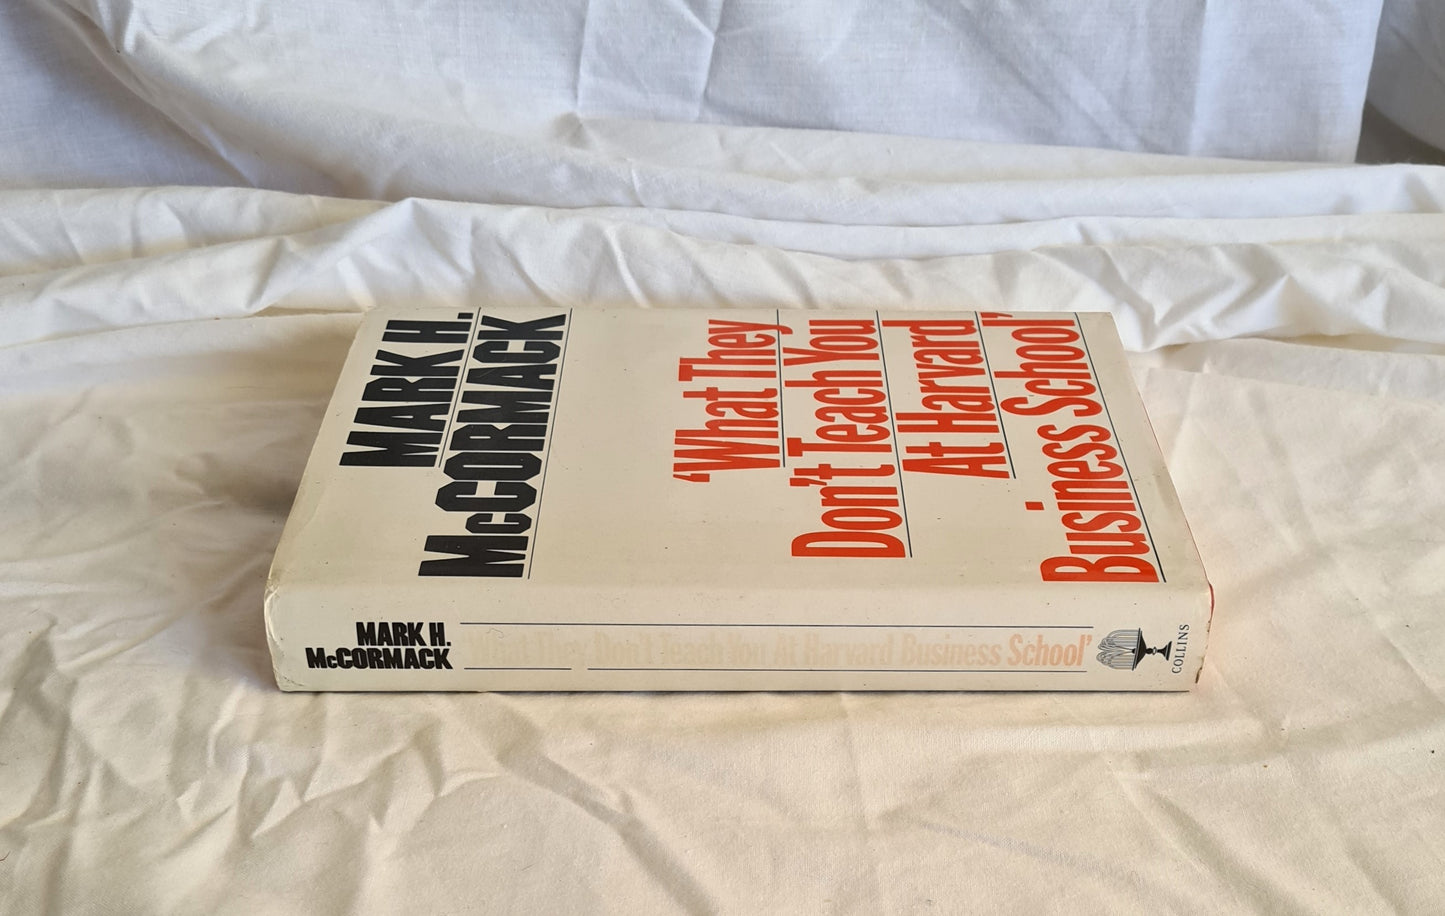 MARK H.
McCORMACK
'What They
Don't Teach You
At Harvard
Business School'
MARK H.
McCORMACK
'What They Don't Teach You At Harvard Business School'
COLLINS